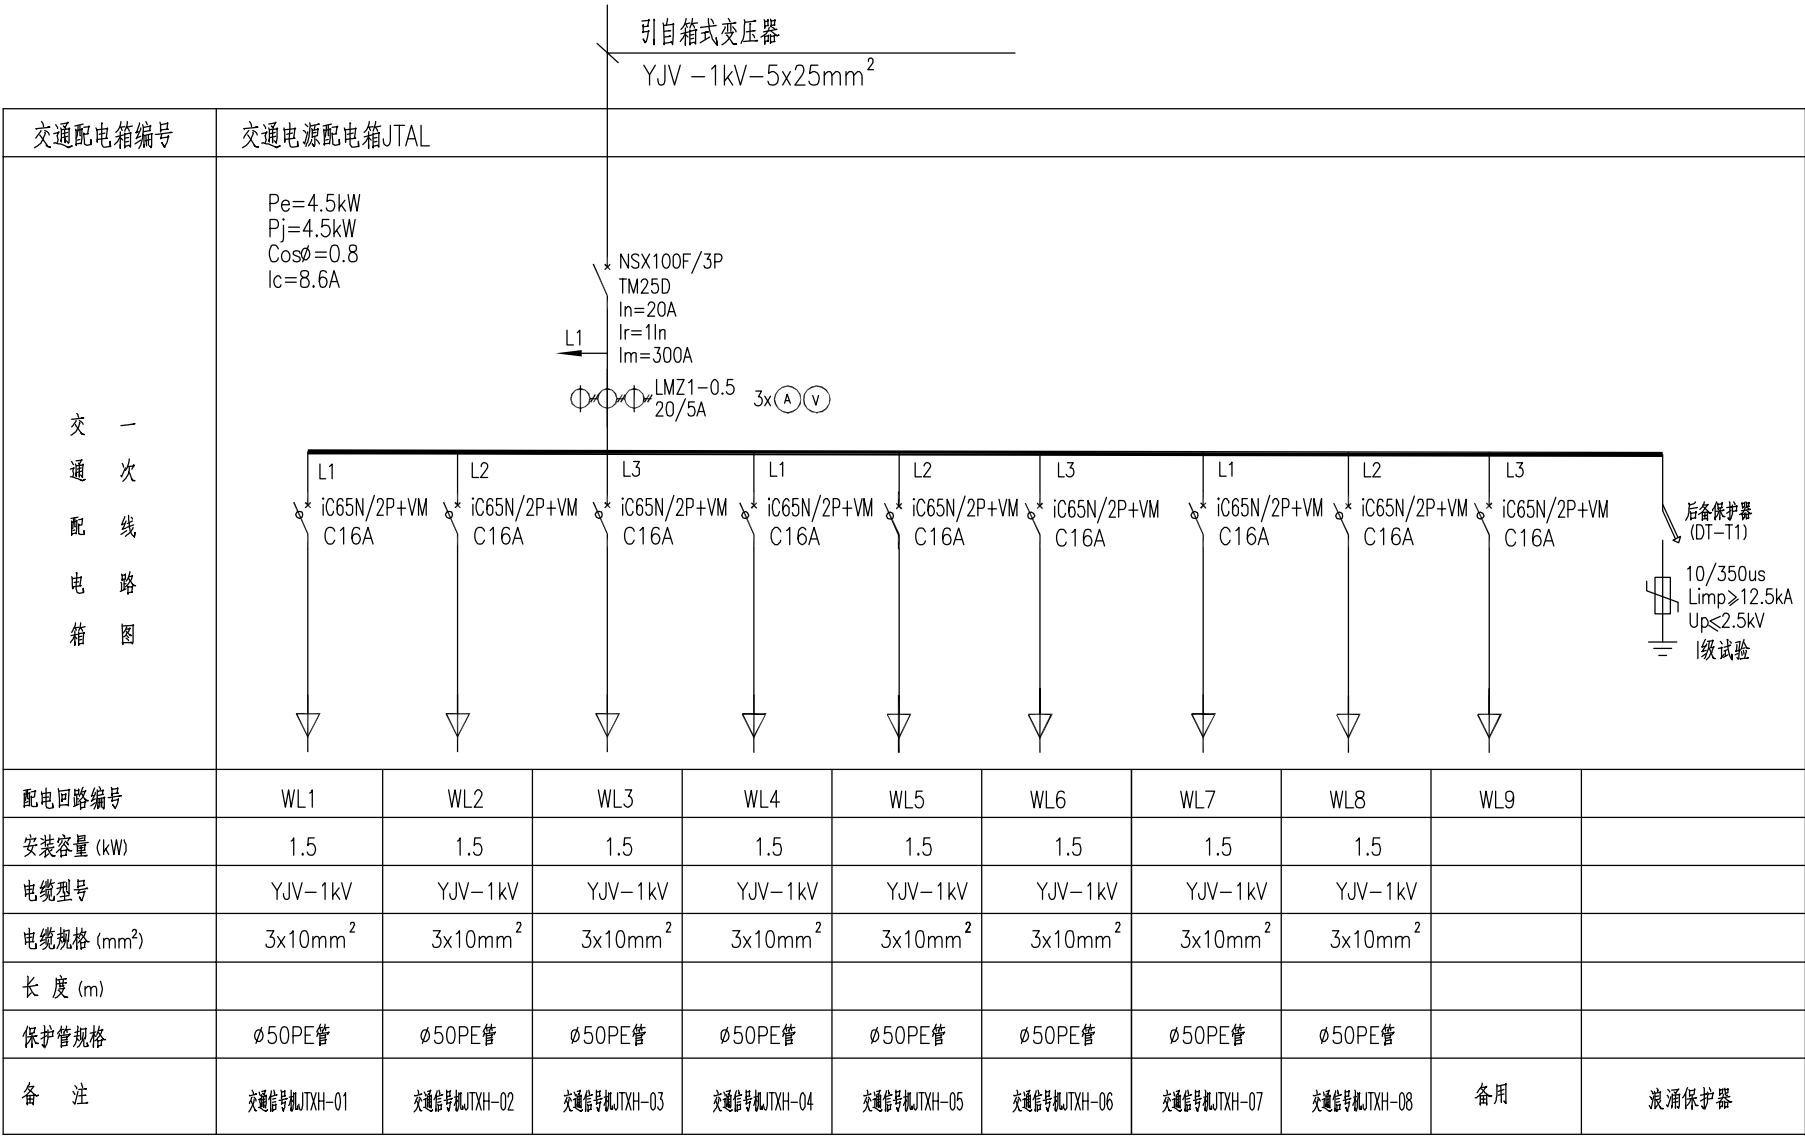 引自箱式变压器
YJV -1kV-5x25mm²
交通配电箱编号 交通电源配电箱JTAL
Pe=4.5kW
Pj=4.5kW
Cosø=0.8
Ic=8.6A
NSX100F/3P
TM25D
In=20A
Ir=1In
Im=300A
L1
LMZ1-0.5
20/5A
3x A V
交通配电箱
一次线路图
L1 L2 L3 L1 L2 L3 L1 L2 L3
iC65N/2P+VM iC65N/2P+VM iC65N/2P+VM iC65N/2P+VM iC65N/2P+VM iC65N/2P+VM iC65N/2P+VM iC65N/2P+VM iC65N/2P+VM
C16A C16A C16A C16A C16A C16A C16A C16A C16A
后备保护器
(DT-T1)
10/350us
Limp⩾12.5kA
Up⩽2.5kV
I级试验
配电回路编号 WL1 WL2 WL3 WL4 WL5 WL6 WL7 WL8 WL9
安装容量 (kW) 1.5 1.5 1.5 1.5 1.5 1.5 1.5 1.5
电缆型号 YJV-1kV YJV-1kV YJV-1kV YJV-1kV YJV-1kV YJV-1kV YJV-1kV YJV-1kV
电缆规格 (mm²) 3x10mm² 3x10mm² 3x10mm² 3x10mm² 3x10mm² 3x10mm² 3x10mm² 3x10mm²
长 度 (m)
保护管规格 ø50PE管 ø50PE管 ø50PE管 ø50PE管 ø50PE管 ø50PE管 ø50PE管 ø50PE管
备 注 交通信号机JTXH-01 交通信号机JTXH-02 交通信号机JTXH-03 交通信号机JTXH-04 交通信号机JTXH-05 交通信号机JTXH-06 交通信号机JTXH-07 交通信号机JTXH-08 备用 浪涌保护器